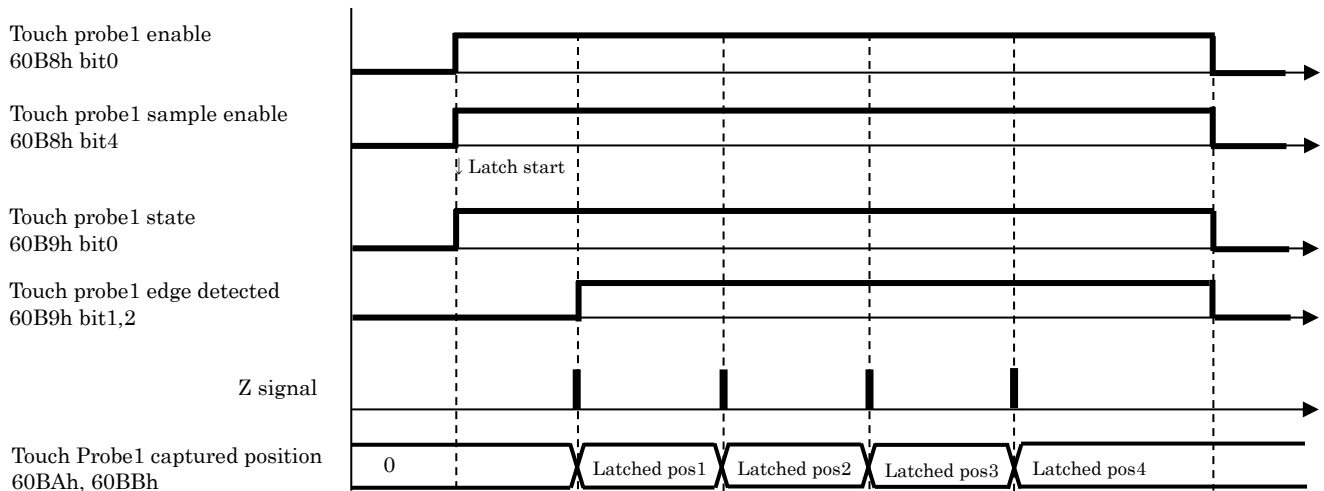 Touch probe1 enable
60B8h bit0
Touch probe1 sample enable
60B8h bit4
↓ Latch start
Touch probe1 state
60B9h bit0
Touch probe1 edge detected
60B9h bit1,2
Z signal
Touch Probe1 captured position
60BAh, 60BBh
0
Latched pos1
Latched pos2
Latched pos3
Latched pos4